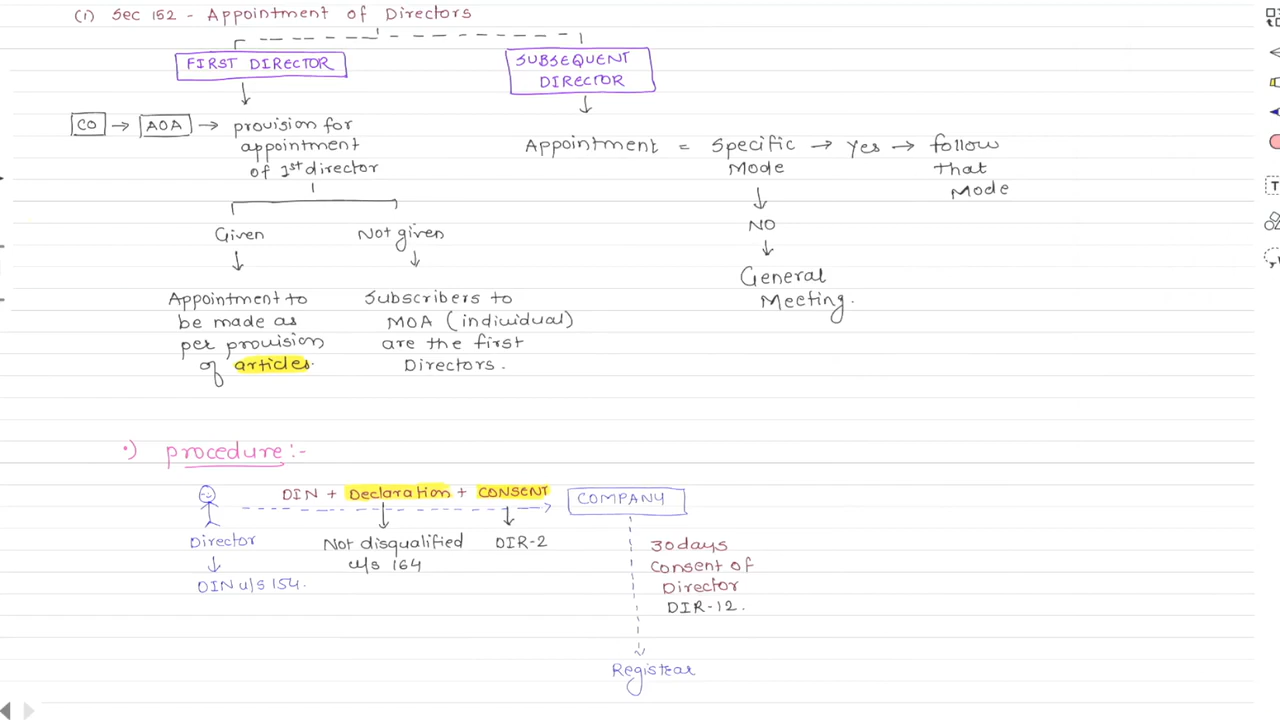 (i) Sec 152 - Appointment of Directors
FIRST DIRECTOR
SUBSEQUENT
DIRECTOR
CO → AOA → provision for
appointment
of 1st director
Given
Not given
Appointment to
be made as
per provision
of articles.
Subscribers to
MOA (individual)
are the first
Directors.
Appointment = Specific → Yes → follow
Mode
that
Mode
NO
General
Meeting.
•) procedure:-
DIN + Declaration + CONSENT
COMPANY
Director
DIN u/s 154.
Not disqualified
u/s 164
DIR-2
30 days
Consent of
Director
DIR-12.
Registrar
T